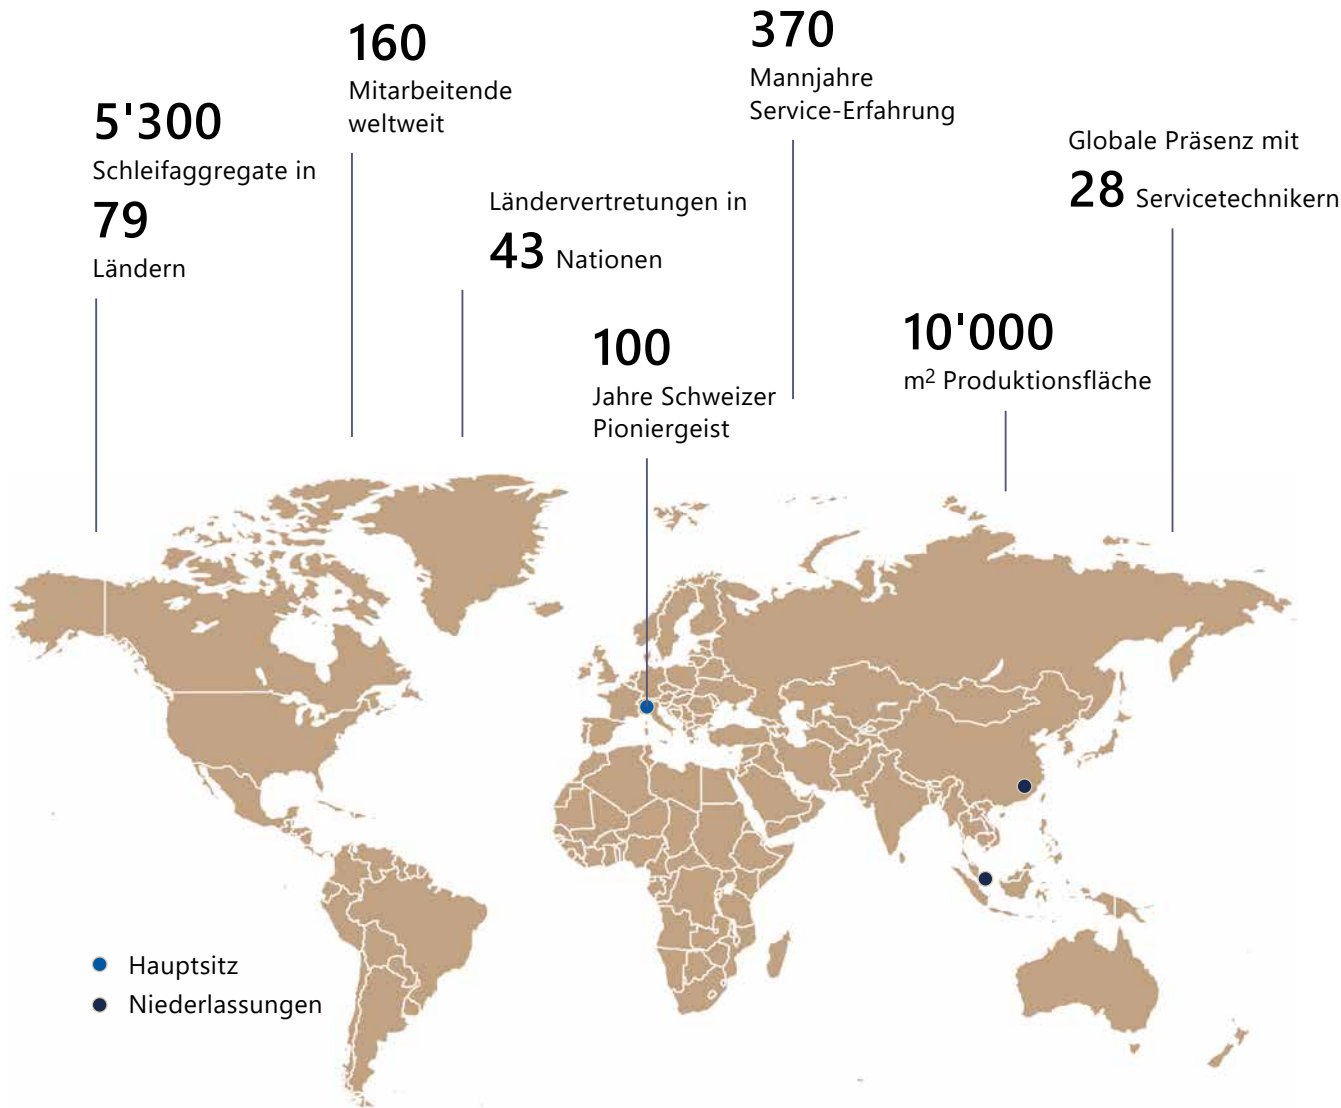 5'300
Schleifaggregate in
79
Ländern
160
Mitarbeitende
weltweit
Ländervertretungen in
43 Nationen
100
Jahre Schweizer
Pioniergeist
370
Mannjahre
Service-Erfahrung
10'000
m² Produktionsfläche
Globale Präsenz mit
28 Servicetechnikern
Hauptsitz
Niederlassungen